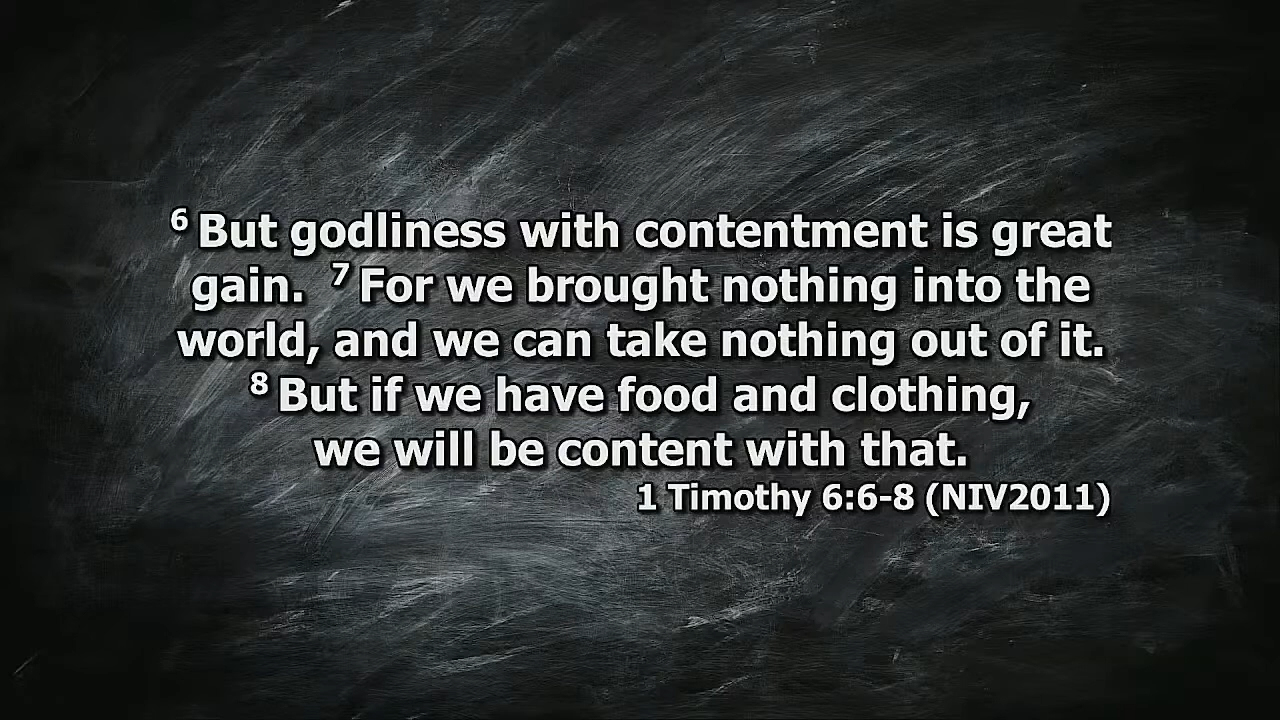 6 But godliness with contentment is great
gain. 7 For we brought nothing into the
world, and we can take nothing out of it.
8 But if we have food and clothing,
we will be content with that.
1 Timothy 6:6-8 (NIV2011)